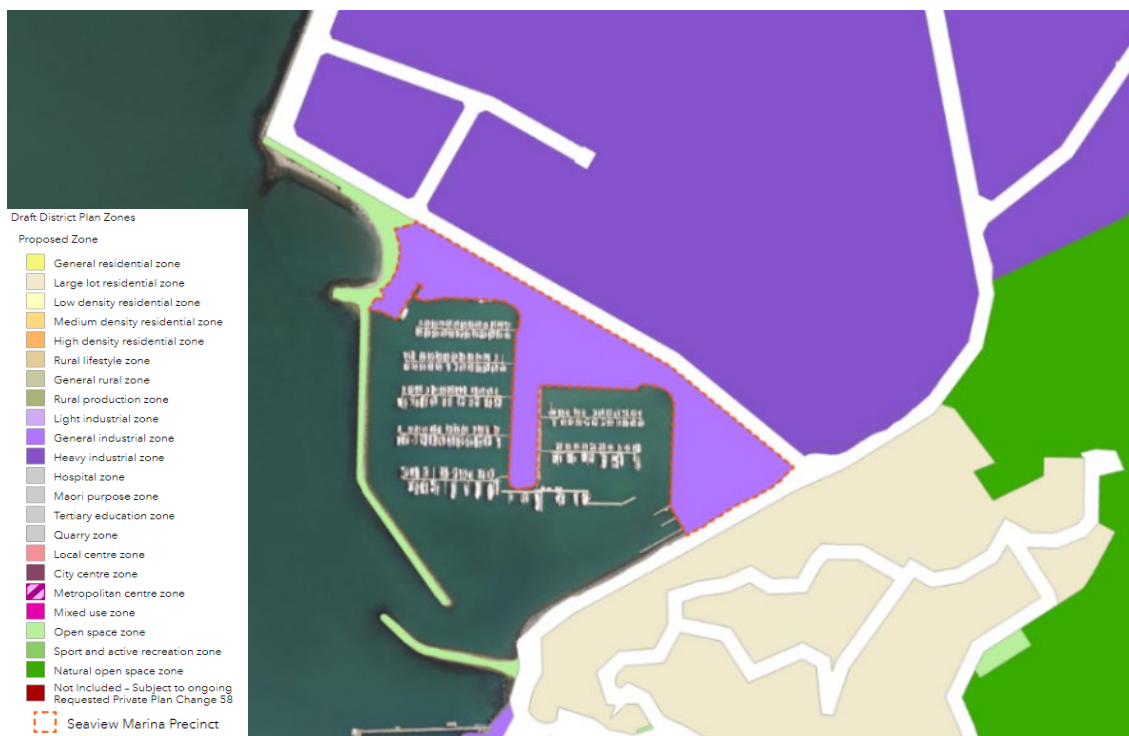 Draft District Plan Zones
Proposed Zone
General residential zone
Large lot residential zone
Low density residential zone
Medium density residential zone
High density residential zone
Rural lifestyle zone
General rural zone
Rural production zone
Light industrial zone
General industrial zone
Heavy industrial zone
Hospital zone
Maori purpose zone
Tertiary education zone
Quarry zone
Local centre zone
City centre zone
Metropolitan centre zone
Mixed use zone
Open space zone
Sport and active recreation zone
Natural open space zone
Not Included – Subject to ongoing
Requested Private Plan Change 58
Seaview Marina Precinct